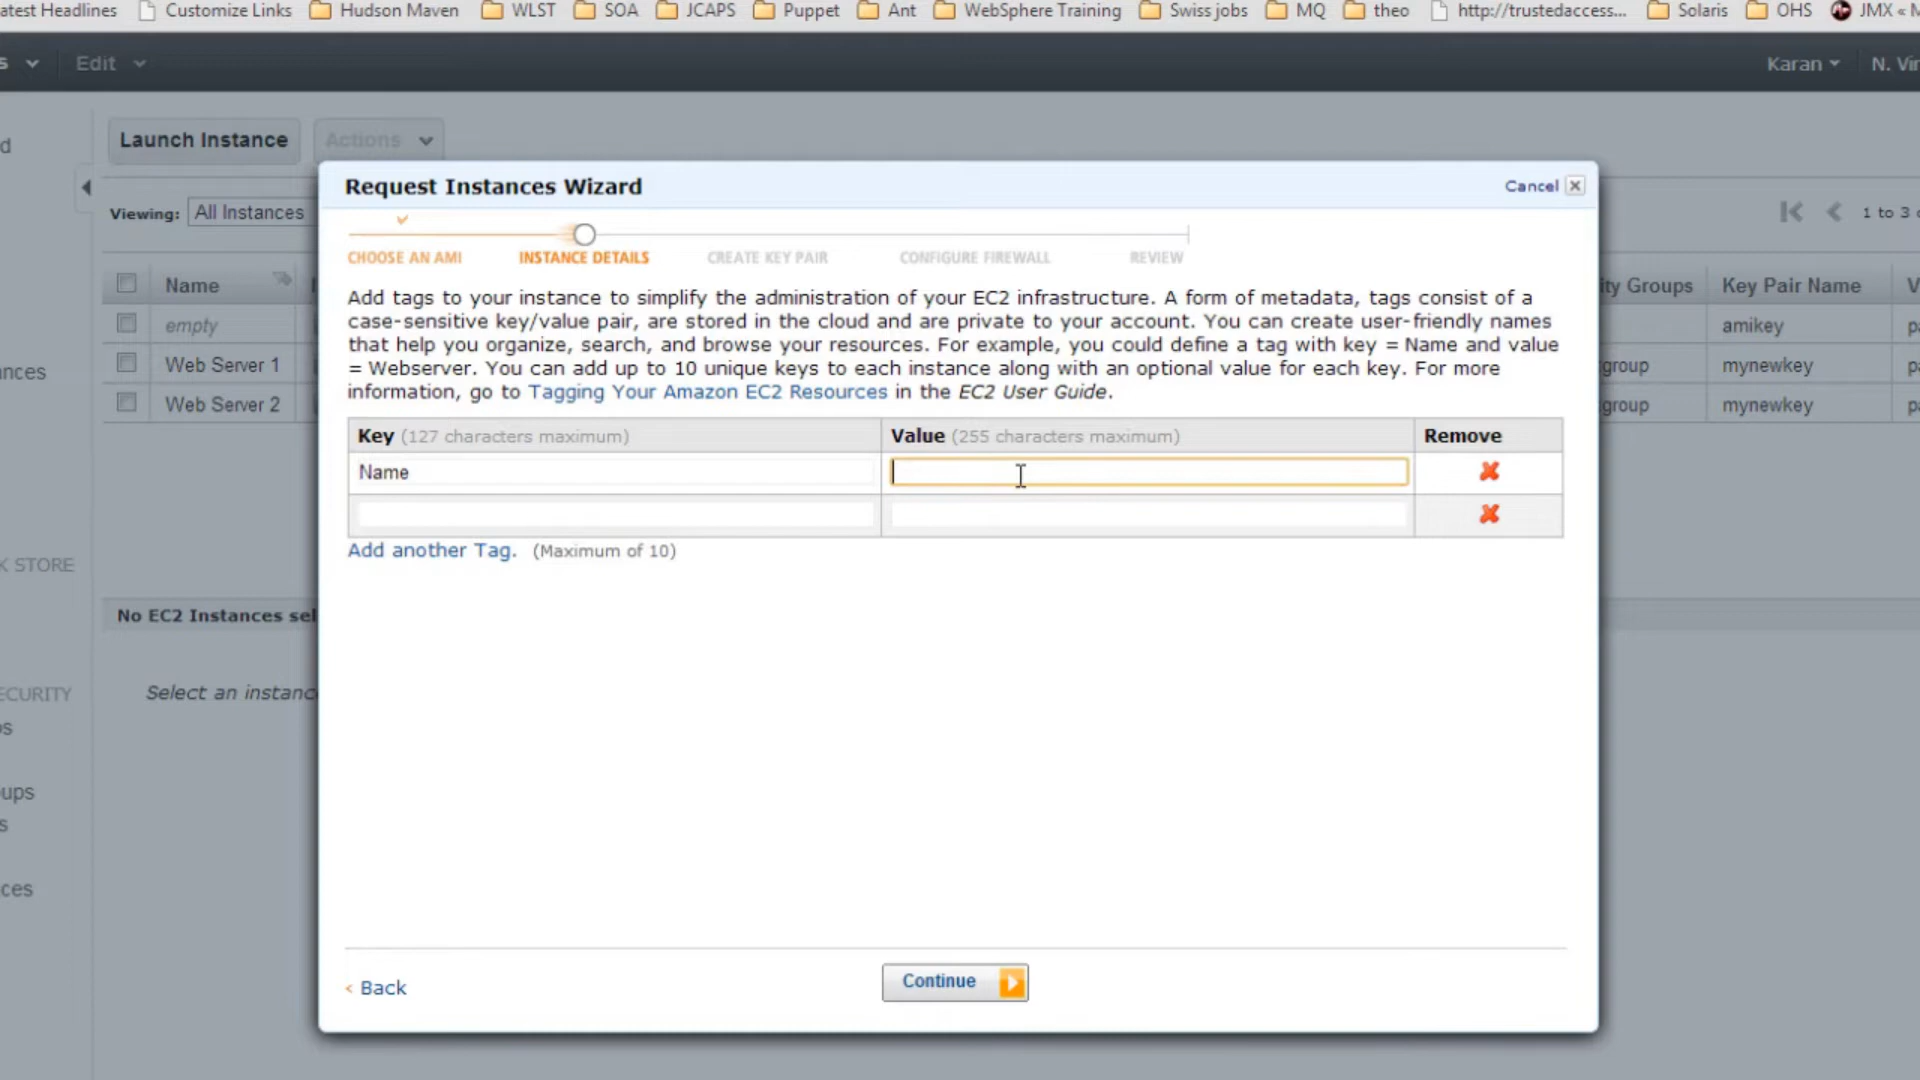 atest Headlines Customize Links Hudson Maven WLST SOA JCAPS Puppet Ant WebSphere Training Swiss jobs MQ theo http://trustedaccess... Solaris OHS JMX «
s Edit Karan N. Vir
Launch Instance Actions
d
Request Instances Wizard Cancel
Viewing: All Instances 1 to 3
CHOOSE AN AMI INSTANCE DETAILS CREATE KEY PAIR CONFIGURE FIREWALL REVIEW
Name ity Groups Key Pair Name V
empty amikey
Web Server 1 group mynewkey
Web Server 2 group mynewkey
nces
Add tags to your instance to simplify the administration of your EC2 infrastructure. A form of metadata, tags consist of a
case-sensitive key/value pair, are stored in the cloud and are private to your account. You can create user-friendly names
that help you organize, search, and browse your resources. For example, you could define a tag with key = Name and value
= Webserver. You can add up to 10 unique keys to each instance along with an optional value for each key. For more
information, go to Tagging Your Amazon EC2 Resources in the EC2 User Guide.
Key (127 characters maximum) Value (255 characters maximum) Remove
Name
Add another Tag. (Maximum of 10)
K STORE
No EC2 Instances sel
ECURITY Select an instanc
ps
ups
s
ces
< Back Continue